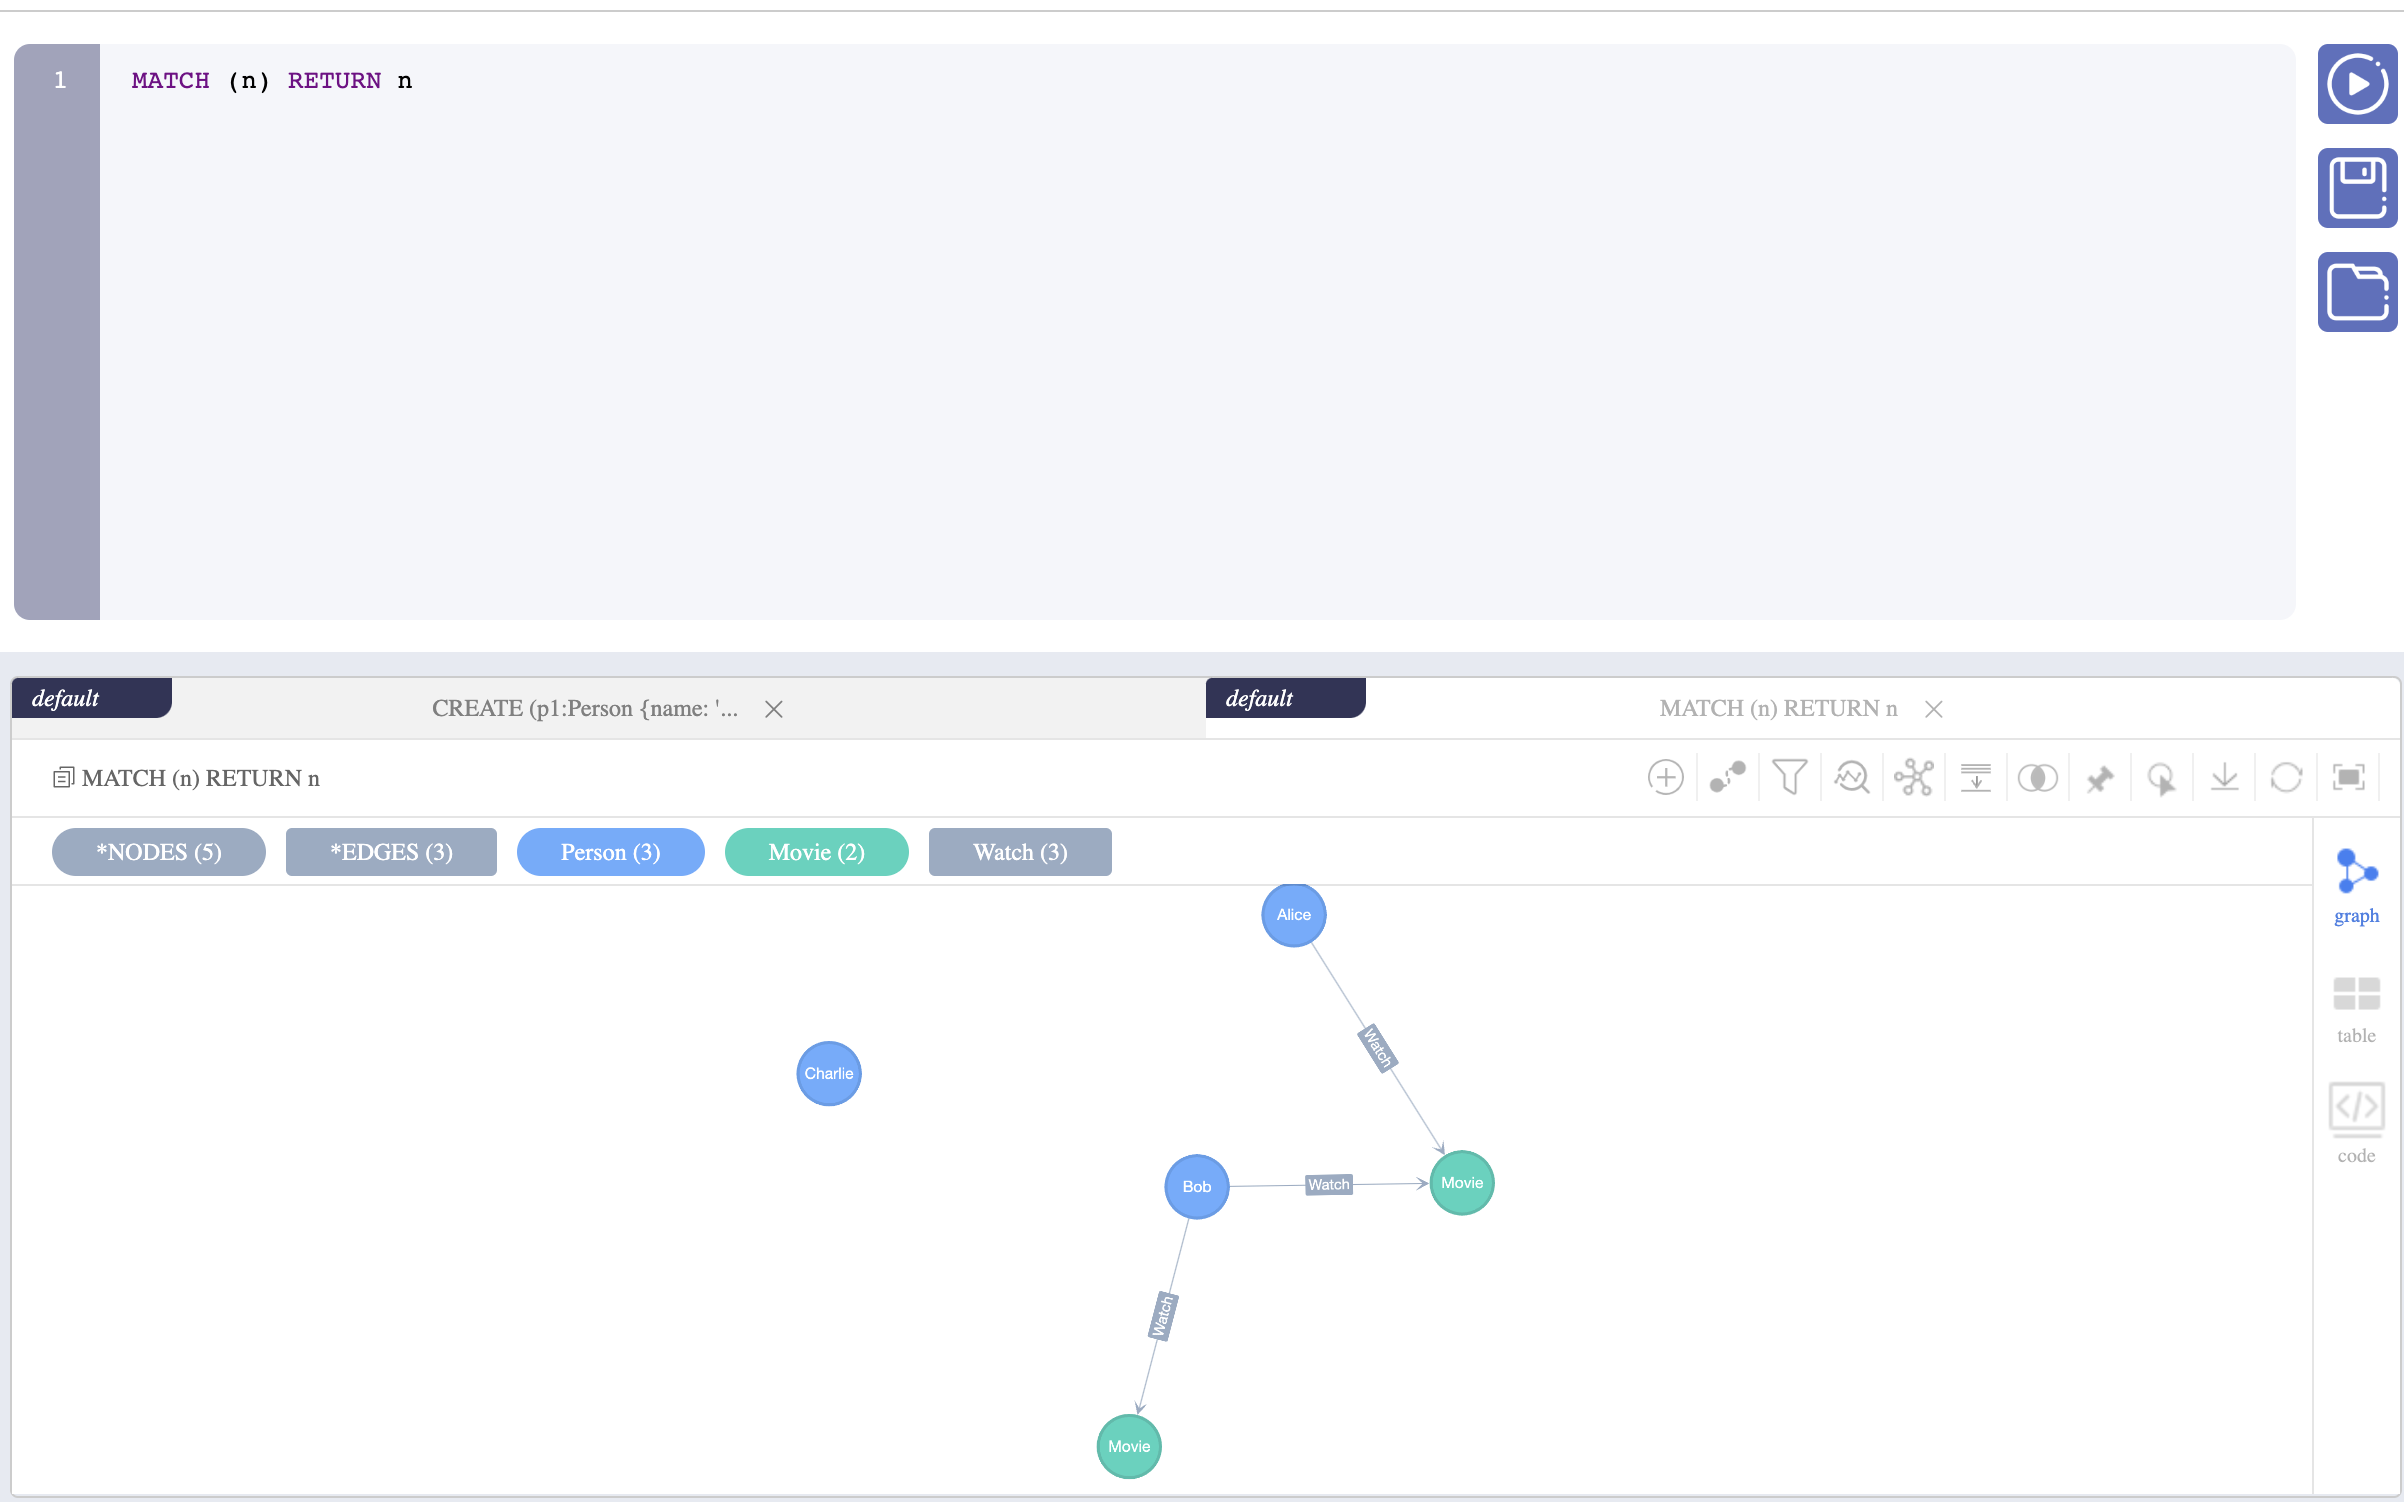 1
MATCH (n) RETURN n
default
CREATE (p1:Person {name: '...
default
MATCH (n) RETURN n
MATCH (n) RETURN n
*NODES (5)
*EDGES (3)
Person (3)
Movie (2)
Watch (3)
graph
table
code
Alice
Watch
Charlie
Bob
Watch
Movie
Watch
Movie